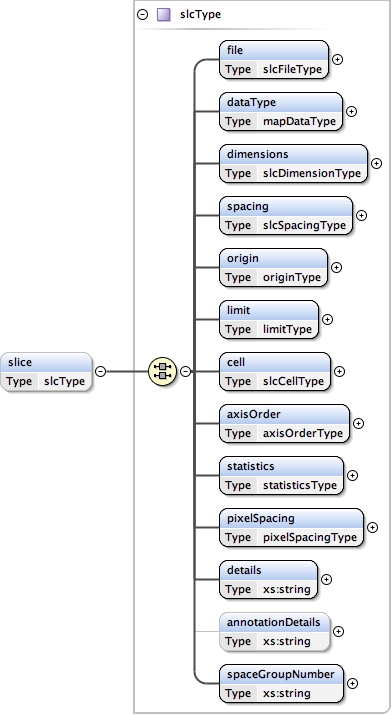 slcType
file
Type slcFileType
dataType
Type mapDataType
dimensions
Type slcDimensionType
spacing
Type slcSpacingType
origin
Type originType
limit
Type limitType
slice
Type slcType
cell
Type slcCellType
axisOrder
Type axisOrderType
statistics
Type statisticsType
pixelSpacing
Type pixelSpacingType
details
Type xs:string
annotationDetails
Type xs:string
spaceGroupNumber
Type xs:string